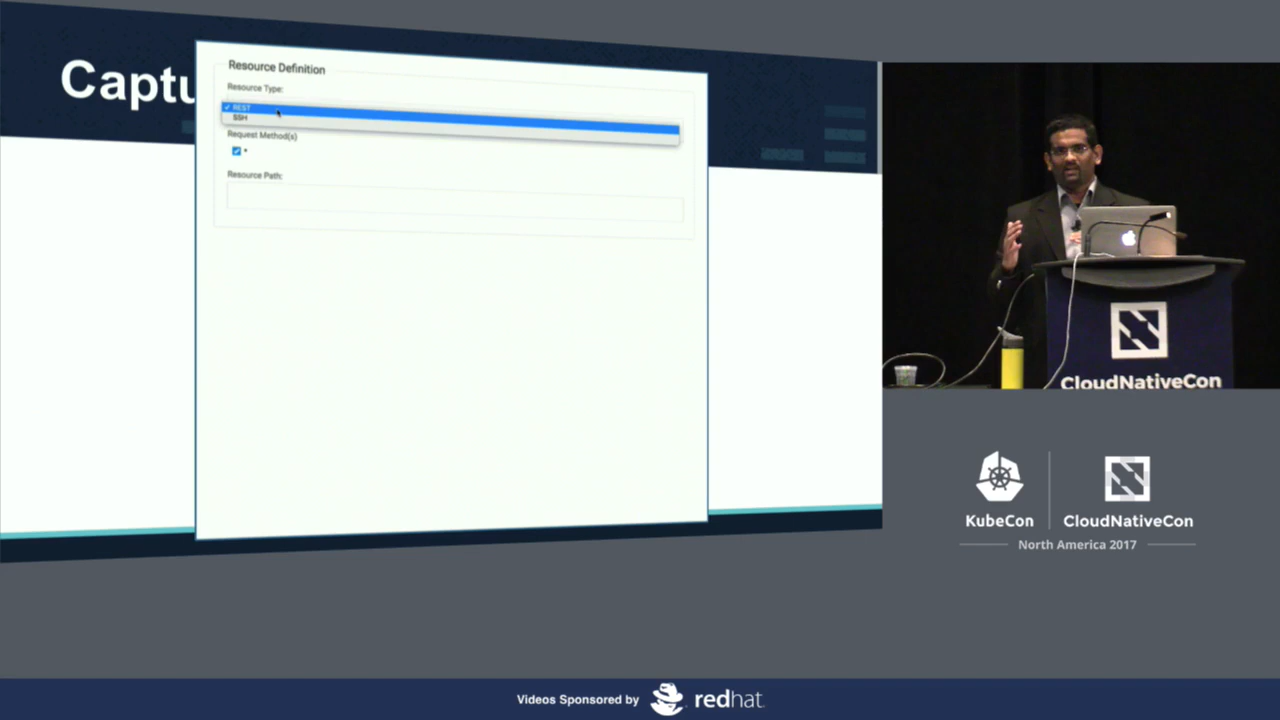 Captu
Resource Definition
Resource Type:
REST
SSH
Request Method(s)
*
Resource Path:
CloudNativeCon
KubeCon
CloudNativeCon
North America 2017
Videos Sponsored by
redhat